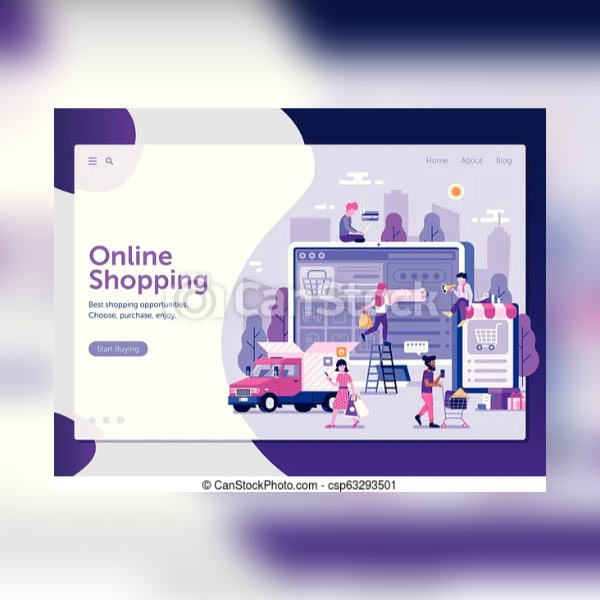 Home About Blog
Online
Shopping
Best shopping opportunities.
Choose, purchase, enjoy.
Start Buying
© CanStock
© CanStockPhoto.com - csp63293501